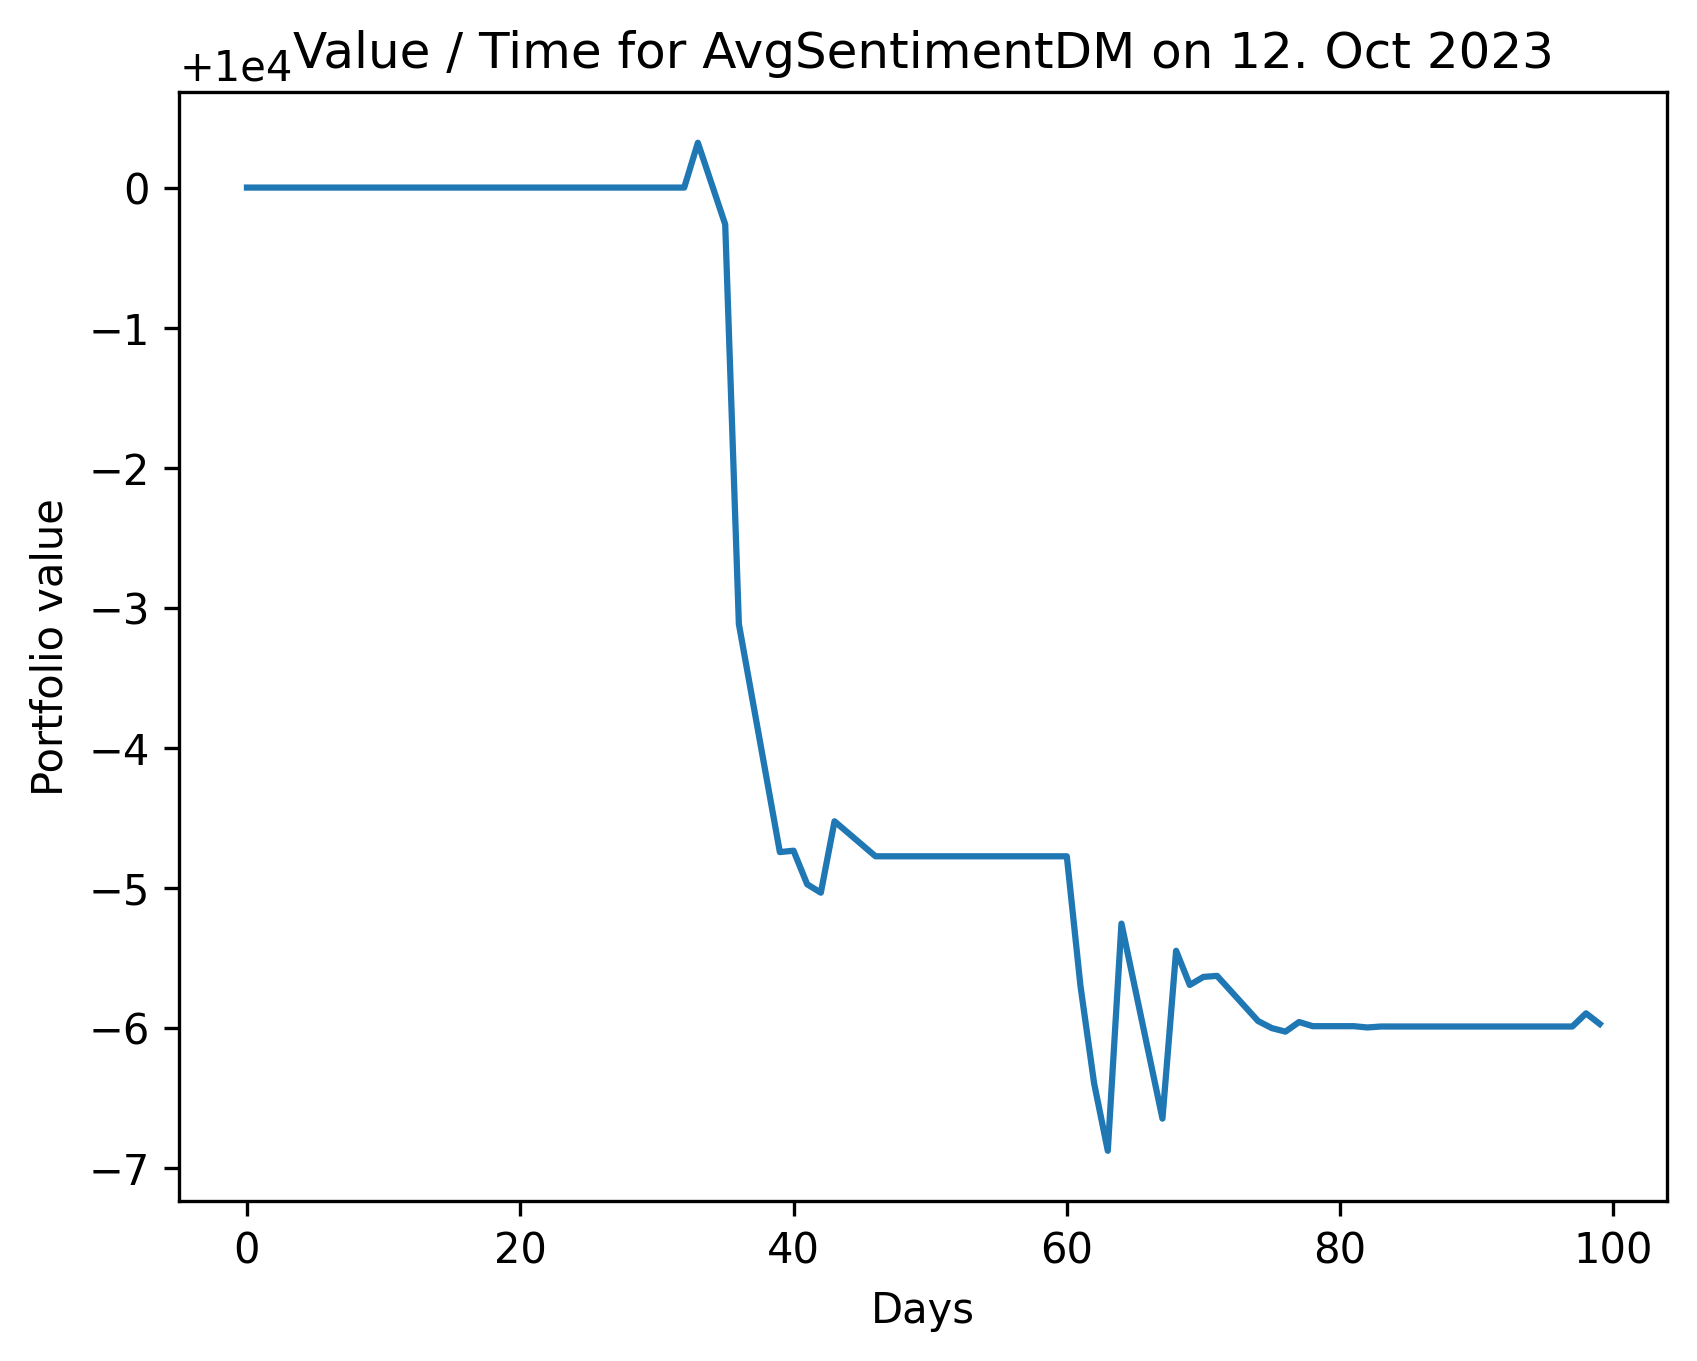 Value / Time for AvgSentimentDM on 12. Oct 2023
+1e4
0
−1
−2
−3
−4
−5
−6
−7
Portfolio value
0 20 40 60 80 100
Days